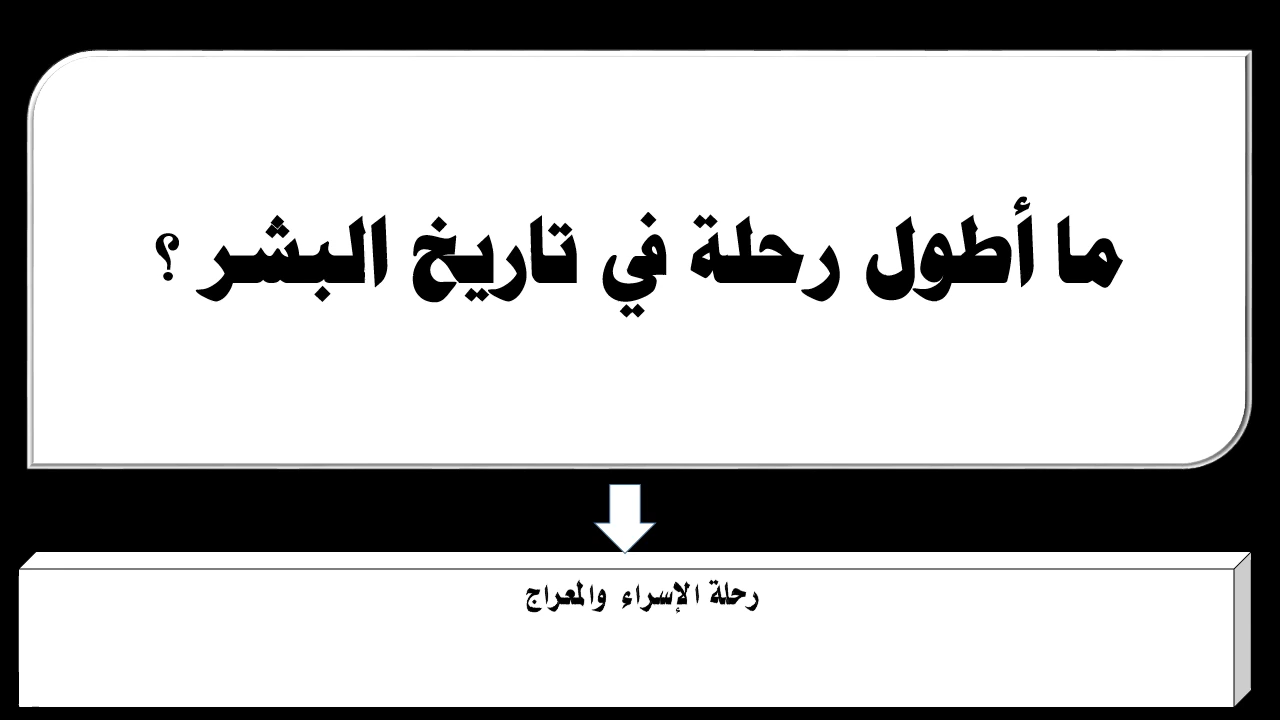 ما أطول رحلة في تاريخ البشر ؟
رحلة الإسراء والمعراج